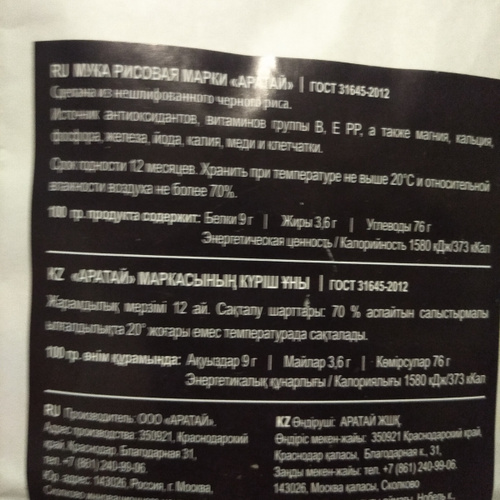 RU МУКА РИСОВАЯ МАРКИ «АРАТАЙ» | ГОСТ 31645-2012
Сделана из нешлифованного черного риса.
Источник антиоксидантов, витаминов группы В, Е РР, а также магния, кальция,
фосфора, железа, йода, калия, меди и клетчатки.
Срок годности 12 месяцев. Хранить при температуре не выше 20°С и относительной
влажности воздуха не более 70%.
100 гр. продукта содержит: Белки 9 г | Жиры 3,6 г | Углеводы 76 г
Энергетическая ценность / Калорийность 1580 кДж/373 кКал
KZ «АРАТАЙ» МАРКАСЫНЫҢ КҮРІШ ҰНЫ | ГОСТ 31645-2012
Жарамдылық мерзімі 12 ай. Сақталу шарттары: 70 % аспайтын салыстырмалы
ылғалдылықта 20° жоғары емес температурада сақталады.
100 гр. өнім құрамында: Ақуыздар 9 г | Майлар 3,6 г | Көмірсулар 76 г
Энергетикалық құнарлығы / Калориялығы 1580 кДж/373 кКал
RU Производитель: ООО «АРАТАЙ».
Адрес производства: 350921, Краснодарский
край, Краснодар, Благодарная 31,
тел. +7 (861) 240-99-06.
Юр. адрес: 143026, Россия, г. Москва,
Сколково инновационного
KZ Өндіруші: АРАТАЙ ЖШҚ
Өндіріс мекен-жайы: 350921 Краснодарский край,
Краснодар қаласы, Благодарная к., 31,
Заңды мекен-жайы: тел. +7 (861) 240-99-06.
143026, Москва қаласы, Сколково
Нобель к.,